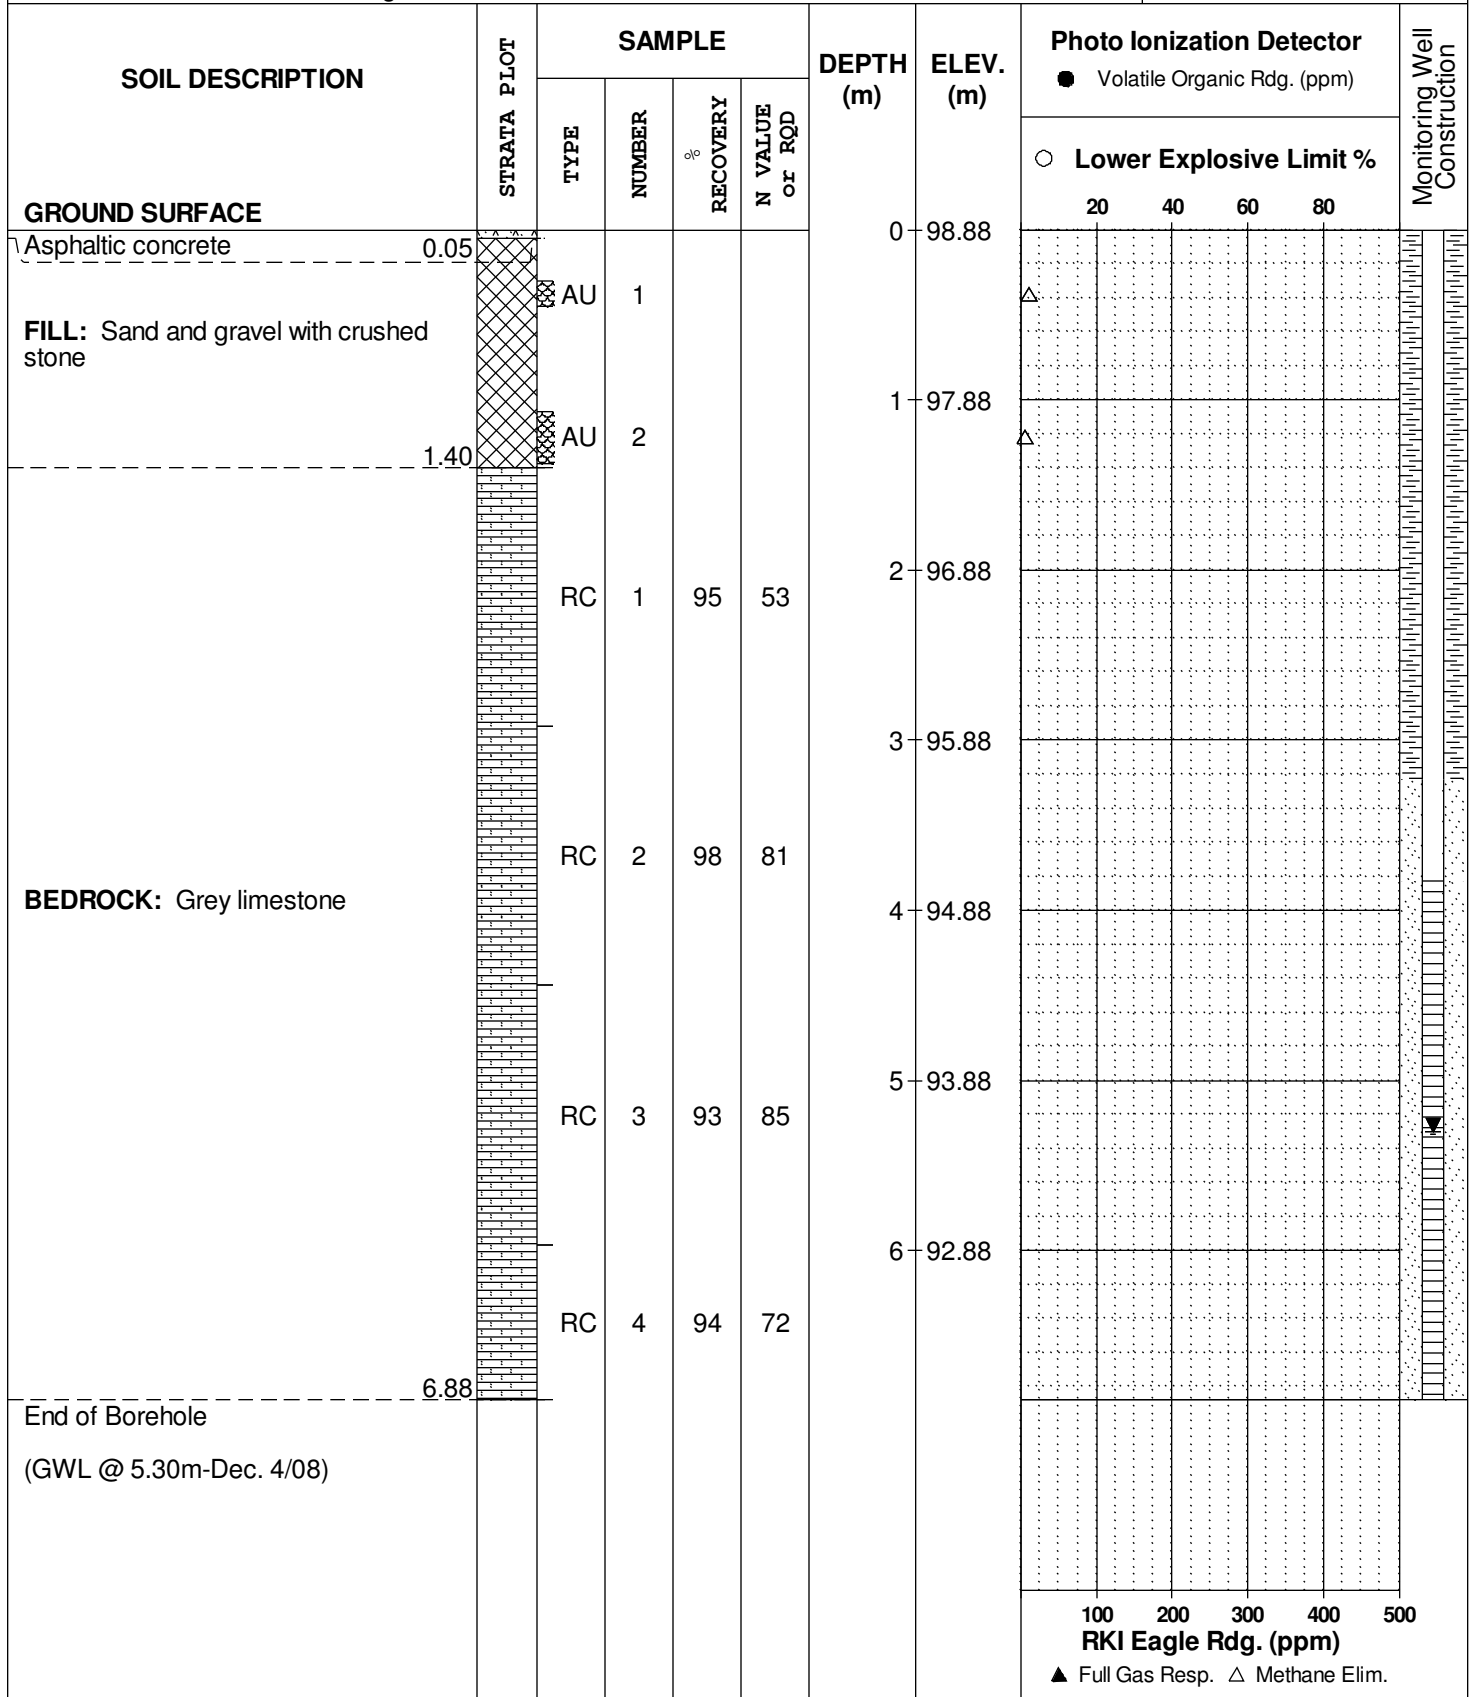 SOIL DESCRIPTION
GROUND SURFACE
STRATA PLOT
SAMPLE
TYPE
NUMBER
%
RECOVERY
N VALUE
or RQD
DEPTH
(m)
ELEV.
(m)
Photo Ionization Detector
● Volatile Organic Rdg. (ppm)
○ Lower Explosive Limit %
20 40 60 80
Monitoring Well
Construction
0 98.88
Asphaltic concrete 0.05
AU 1
FILL: Sand and gravel with crushed
stone
1 97.88
AU 2
1.40
2 96.88
RC 1 95 53
3 95.88
RC 2 98 81
BEDROCK: Grey limestone
4 94.88
5 93.88
RC 3 93 85
6 92.88
RC 4 94 72
6.88
End of Borehole
(GWL @ 5.30m-Dec. 4/08)
100 200 300 400 500
RKI Eagle Rdg. (ppm)
▲ Full Gas Resp. △ Methane Elim.